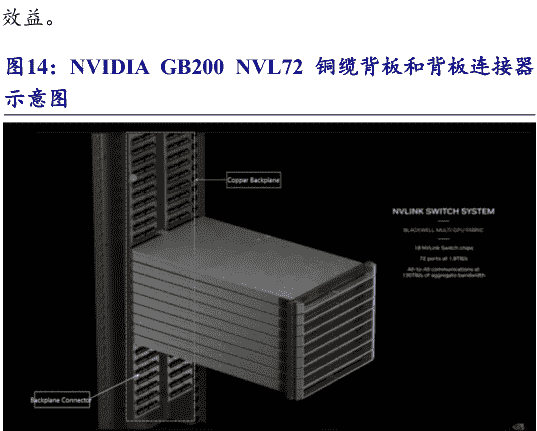 效益。
图14：NVIDIA GB200 NVL72 铜缆背板和背板连接器
示意图
Copper Backplane
NVLINK SWITCH SYSTEM
BLACKWELL MULTI-GPU FABRIC
18 NVLink Switch chips
72 ports at 1.8TB/s
All-to-All communications at
130TB/s of aggregate bandwidth
Backplane Connector